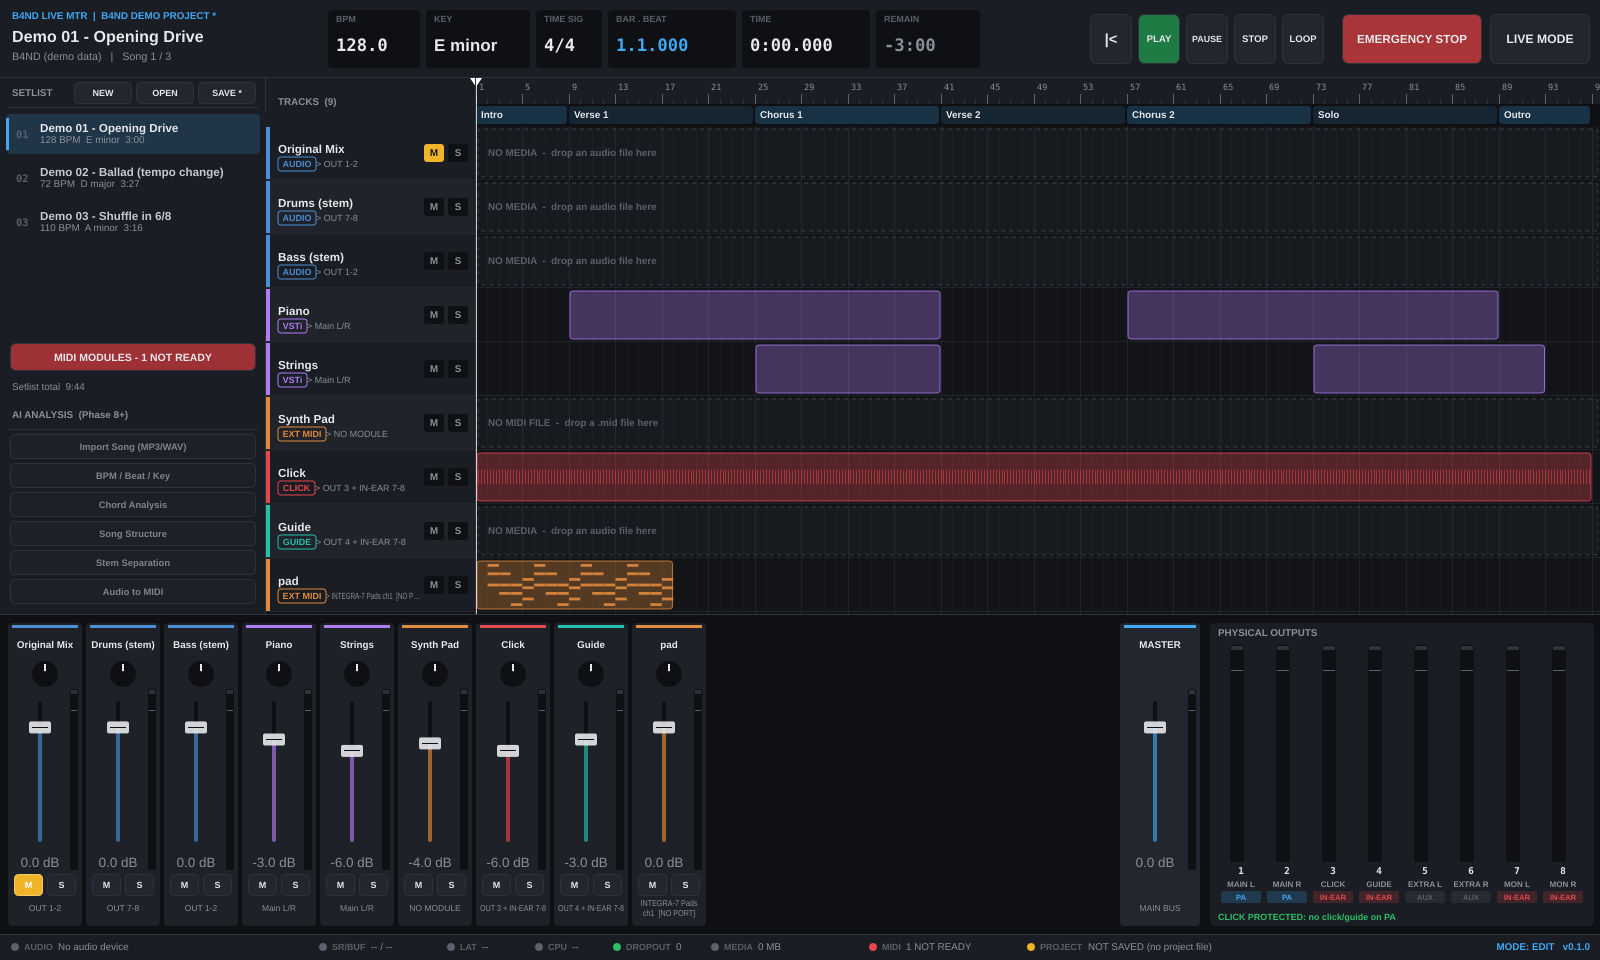 B4ND LIVE MTR | B4ND DEMO PROJECT *
Demo 01 - Opening Drive
B4ND (demo data) | Song 1 / 3
BPM
128.0
KEY
E minor
TIME SIG
4/4
BAR . BEAT
1.1.000
TIME
0:00.000
REMAIN
-3:00
|<
PLAY
PAUSE
STOP
LOOP
EMERGENCY STOP
LIVE MODE
SETLIST
NEW
OPEN
SAVE *
01
Demo 01 - Opening Drive
128 BPM E minor 3:00
02
Demo 02 - Ballad (tempo change)
72 BPM D major 3:27
03
Demo 03 - Shuffle in 6/8
110 BPM A minor 3:16
MIDI MODULES - 1 NOT READY
Setlist total 9:44
AI ANALYSIS (Phase 8+)
Import Song (MP3/WAV)
BPM / Beat / Key
Chord Analysis
Song Structure
Stem Separation
Audio to MIDI
TRACKS (9)
1 5 9 13 17 21 25 29 33 37 41 45 49 53 57 61 65 69 73 77 81 85 89 93 9
Intro
Verse 1
Chorus 1
Verse 2
Chorus 2
Solo
Outro
Original Mix
AUDIO > OUT 1-2
M S
NO MEDIA - drop an audio file here
Drums (stem)
AUDIO > OUT 7-8
M S
NO MEDIA - drop an audio file here
Bass (stem)
AUDIO > OUT 1-2
M S
NO MEDIA - drop an audio file here
Piano
VSTi > Main L/R
M S
Strings
VSTi > Main L/R
M S
Synth Pad
EXT MIDI > NO MODULE
M S
NO MIDI FILE - drop a .mid file here
Click
CLICK > OUT 3 + IN-EAR 7-8
M S
Guide
GUIDE > OUT 4 + IN-EAR 7-8
M S
NO MEDIA - drop an audio file here
pad
EXT MIDI > INTEGRA-7 Pads ch1 [NO P...
M S
Original Mix
0.0 dB
M S
OUT 1-2
Drums (stem)
0.0 dB
M S
OUT 7-8
Bass (stem)
0.0 dB
M S
OUT 1-2
Piano
-3.0 dB
M S
Main L/R
Strings
-6.0 dB
M S
Main L/R
Synth Pad
-4.0 dB
M S
NO MODULE
Click
-6.0 dB
M S
OUT 3 + IN-EAR 7-8
Guide
-3.0 dB
M S
OUT 4 + IN-EAR 7-8
pad
0.0 dB
M S
INTEGRA-7 Pads
ch1 [NO PORT]
MASTER
0.0 dB
MAIN BUS
PHYSICAL OUTPUTS
1 2 3 4 5 6 7 8
MAIN L MAIN R CLICK GUIDE EXTRA L EXTRA R MON L MON R
PA PA IN-EAR IN-EAR AUX AUX IN-EAR IN-EAR
CLICK PROTECTED: no click/guide on PA
AUDIO No audio device
SR/BUF -- / --
LAT --
CPU --
DROPOUT 0
MEDIA 0 MB
MIDI 1 NOT READY
PROJECT NOT SAVED (no project file)
MODE: EDIT v0.1.0